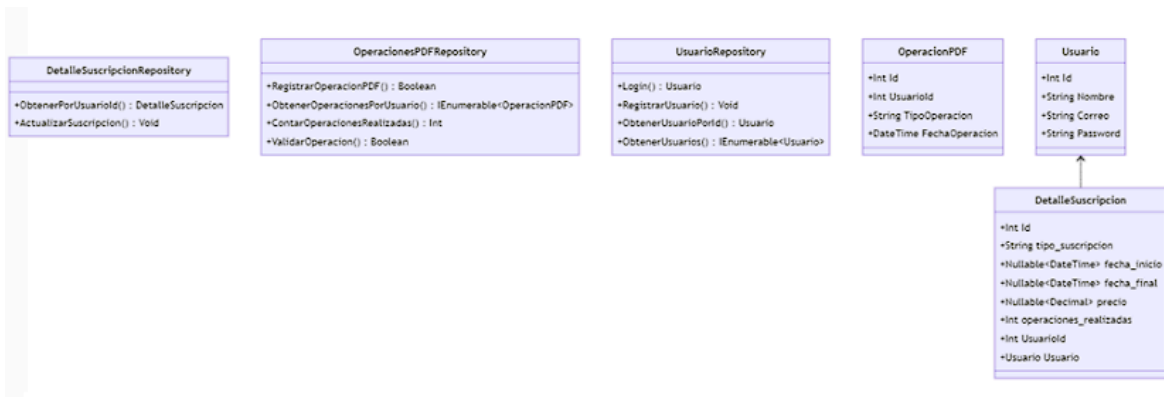 DetalleSuscripcionRepository
+ObtenerPorUsuarioId() : DetalleSuscripcion
+ActualizarSuscripcion() : Void
OperacionesPDFRepository
+RegistrarOperacionPDF() : Boolean
+ObtenerOperacionesPorUsuario() : IEnumerable<OperacionPDF>
+ContarOperacionesRealizadas() : Int
+ValidarOperacion() : Boolean
UsuarioRepository
+Login() : Usuario
+RegistrarUsuario() : Void
+ObtenerUsuarioPorId() : Usuario
+ObtenerUsuarios() : IEnumerable<Usuario>
OperacionPDF
+Int Id
+Int UsuarioId
+String TipoOperacion
+DateTime FechaOperacion
Usuario
+Int Id
+String Nombre
+String Correo
+String Password
DetalleSuscripcion
+Int Id
+String tipo_suscripcion
+Nullable<DateTime> fecha_inicio
+Nullable<DateTime> fecha_final
+Nullable<Decimal> precio
+Int operaciones_realizadas
+Int UsuarioId
+Usuario Usuario